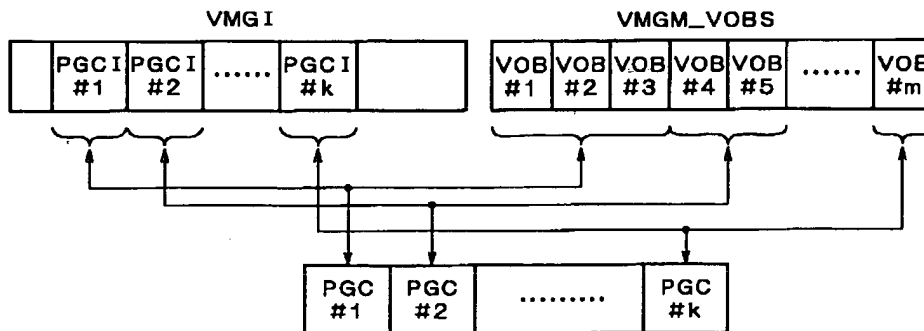 VMGI VMGM_VOBS
PGCI PGCI ...... PGCI VOB VOB VOB VOB VOB ...... VOB
#1 #2 #k #1 #2 #3 #4 #5 #m
PGC PGC ......... PGC
#1 #2 #k